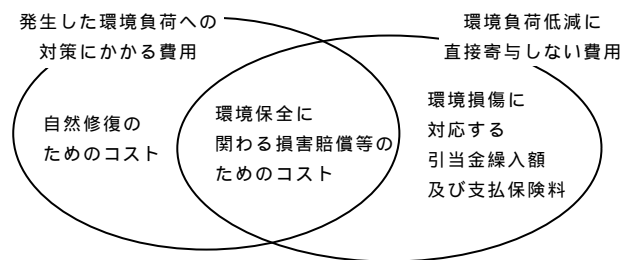 発生した環境負荷への
対策にかかる費用
環境負荷低減に
直接寄与しない費用
自然修復の
ためのコスト
環境保全に
関わる損害賠償等の
ためのコスト
環境損傷に
対応する
引当金繰入額
及び支払保険料